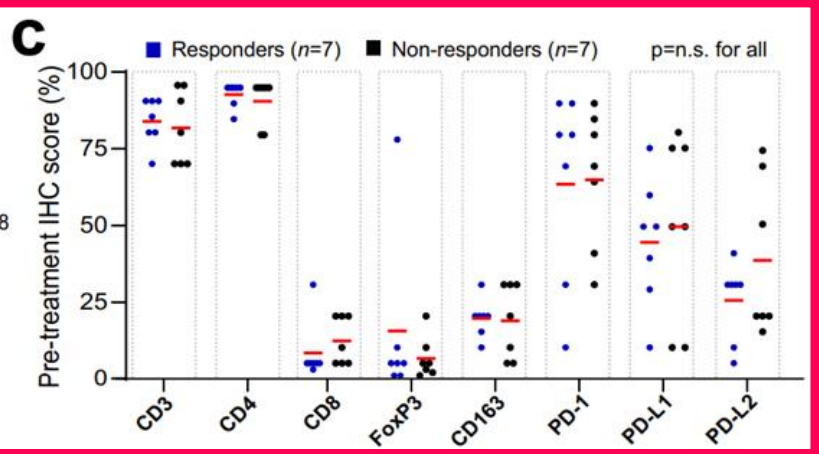 C
Responders (n=7) Non-responders (n=7) p=n.s. for all
Pre-treatment IHC score (%)
100
75
50
25
0
8
CD3 CD4 CD8 FoxP3 CD163 PD-1 PD-L1 PD-L2